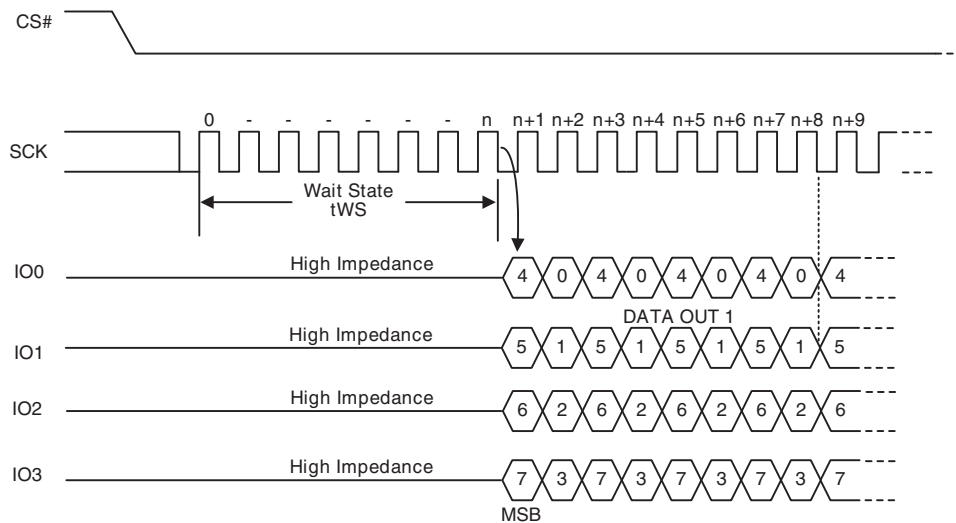 CS#
0 - - - - - - n n+1 n+2 n+3 n+4 n+5 n+6 n+7 n+8 n+9
SCK
Wait State
tWS
IO0 High Impedance 4 0 4 0 4 0 4 0 4
DATA OUT 1
IO1 High Impedance 5 1 5 1 5 1 5 1 5
IO2 High Impedance 6 2 6 2 6 2 6 2 6
IO3 High Impedance 7 3 7 3 7 3 7 3 7
MSB